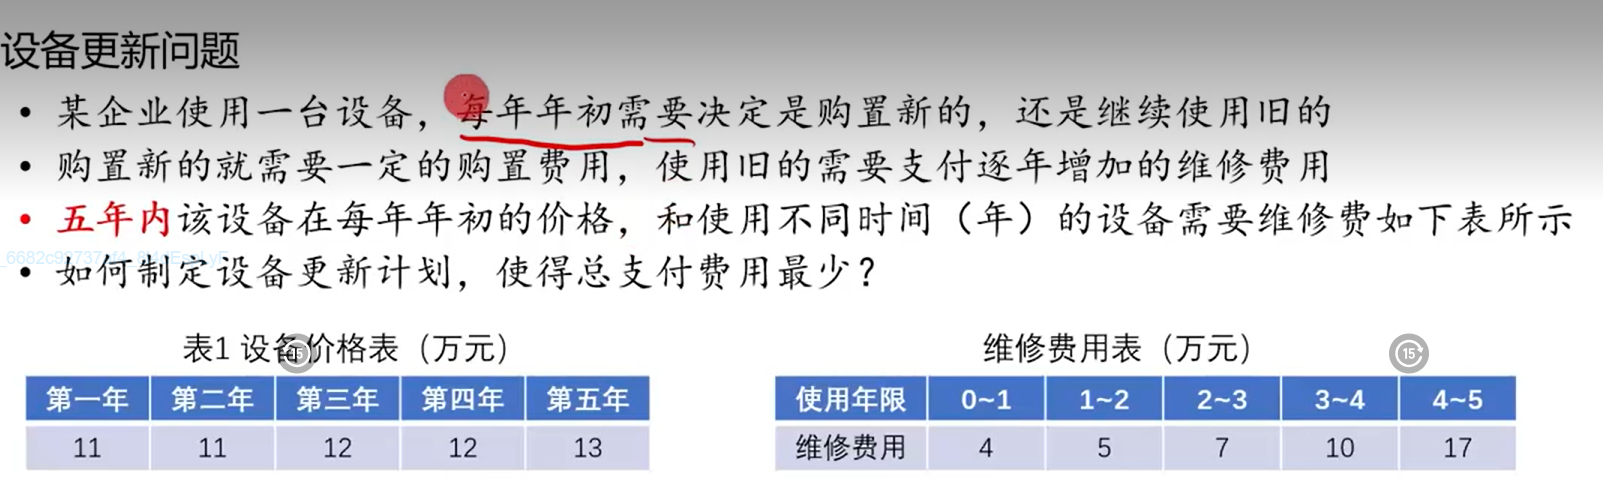 设备更新问题
• 某企业使用一台设备，每年年初需要决定是购置新的，还是继续使用旧的
• 购置新的就需要一定的购置费用，使用旧的需要支付逐年增加的维修费用
• 五年内该设备在每年年初的价格，和使用不同时间（年）的设备需要维修费如下表所示
• 如何制定设备更新计划，使得总支付费用最少？
表1 设备价格表（万元）
第一年 第二年 第三年 第四年 第五年
11 11 12 12 13
维修费用表（万元）
15
使用年限 0~1 1~2 2~3 3~4 4~5
维修费用 4 5 7 10 17